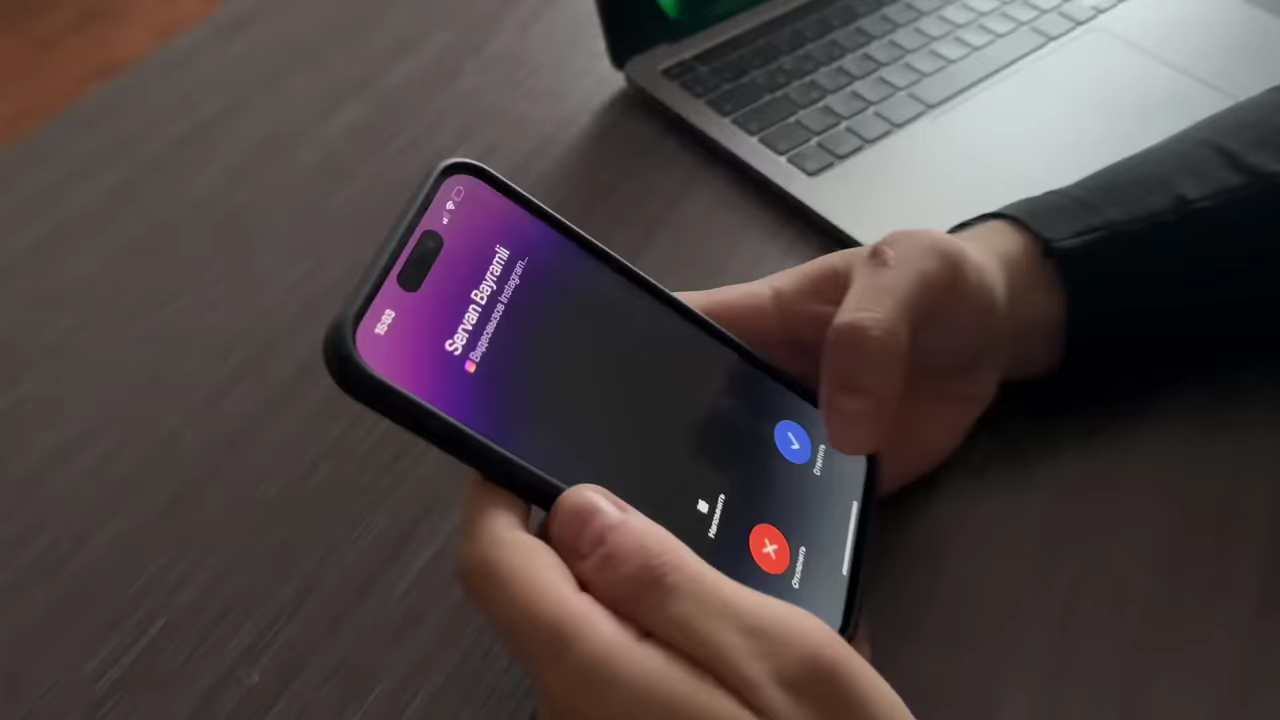 15:03
Servan Bayramli
Видеовызов Instagram...
Напомнить
Ответить
Отклонить